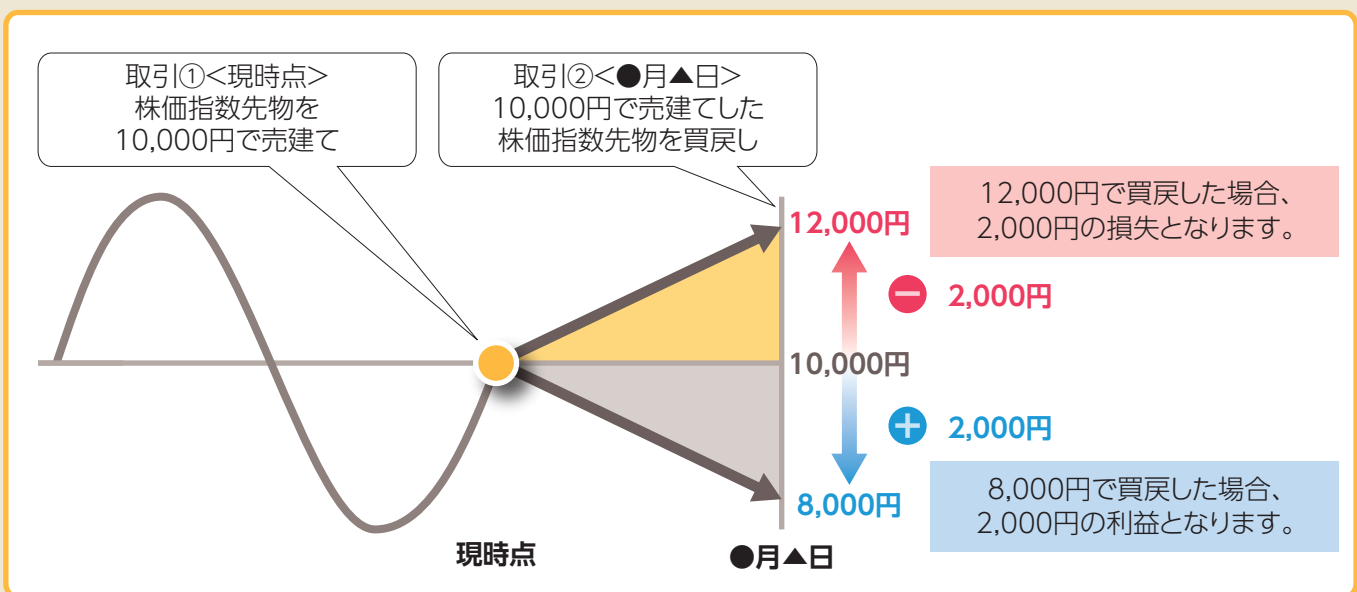 取引①<現時点>
株価指数先物を
10,000円で売建て
取引②<●月▲日>
10,000円で売建てした
株価指数先物を買戻し
12,000円
12,000円で買戻した場合、
2,000円の損失となります。
− 2,000円
10,000円
+ 2,000円
8,000円
8,000円で買戻した場合、
2,000円の利益となります。
現時点
●月▲日